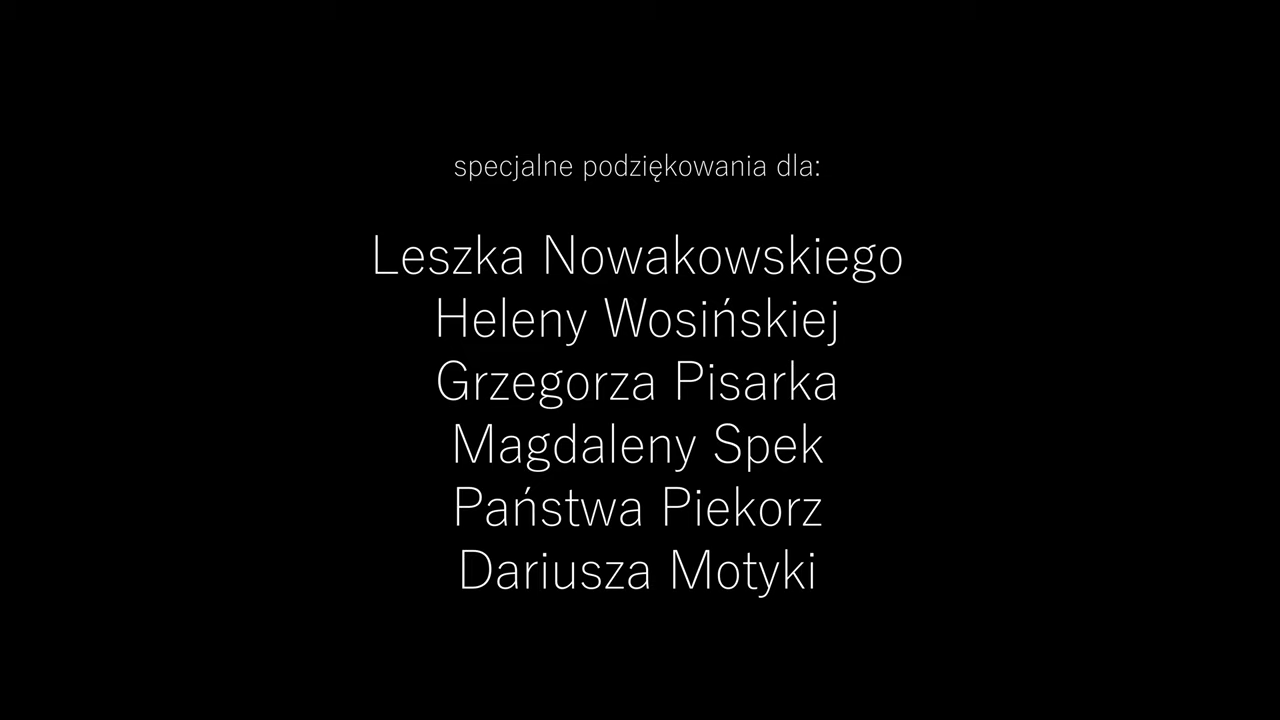 specjalne podziękowania dla:
Leszka Nowakowskiego
Heleny Wosińskiej
Grzegorza Pisarka
Magdaleny Spek
Państwa Piekorz
Dariusza Motyki